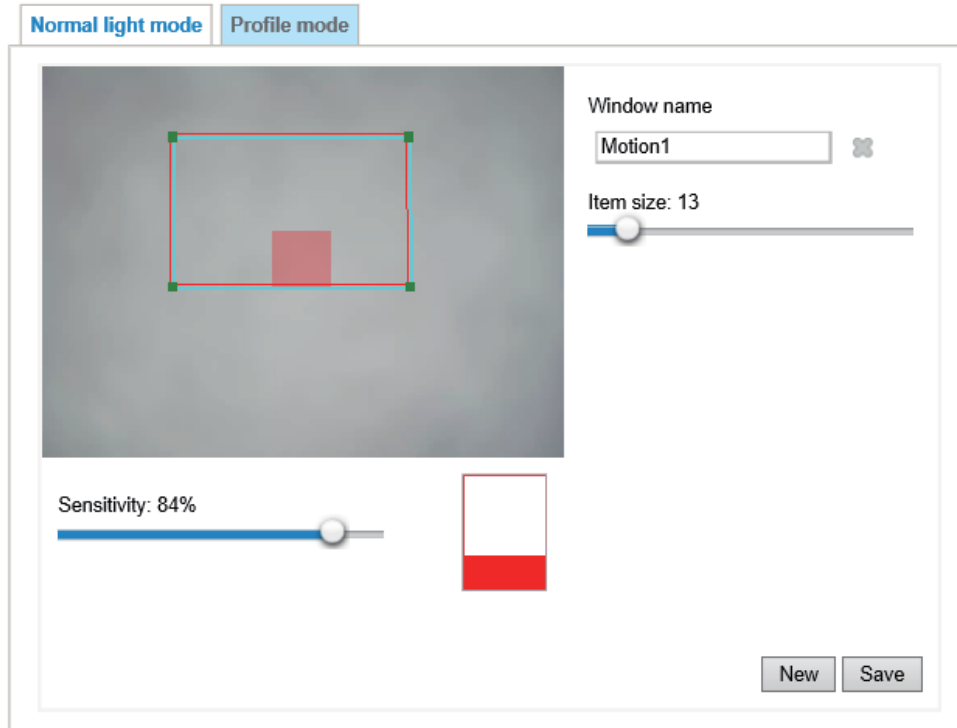 Normal light mode
Profile mode
Window name
Motion1
Item size: 13
Sensitivity: 84%
New
Save